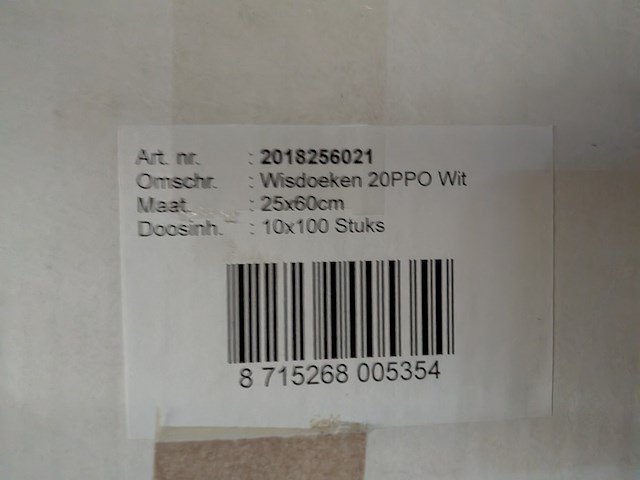 Art. nr. : 2018256021
Omschr. : Wisdoeken 20PPO Wit
Maat. : 25x60cm
Doosinh. : 10x100 Stuks
8 715268 005354